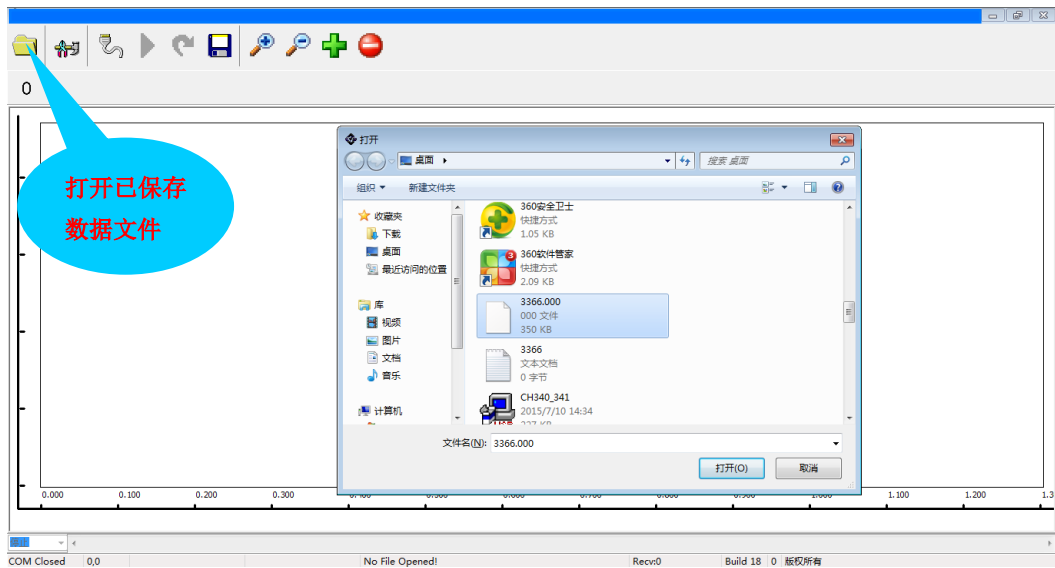 0
打开已保存
数据文件
打开
桌面
搜索 桌面
组织
新建文件夹
收藏夹
下载
桌面
最近访问的位置
库
视频
图片
文档
音乐
计算机
360安全卫士
快捷方式
1.05 KB
360软件管家
快捷方式
2.09 KB
3366.000
000 文件
350 KB
3366
文本文档
0 字节
CH340_341
2015/7/10 14:34
文件名(N): 3366.000
打开(O) 取消
0.000 0.100 0.200 0.300 1.100 1.200 1.3
COM Closed 0,0 No File Opened! Recv:0 Build 18 0 版权所有